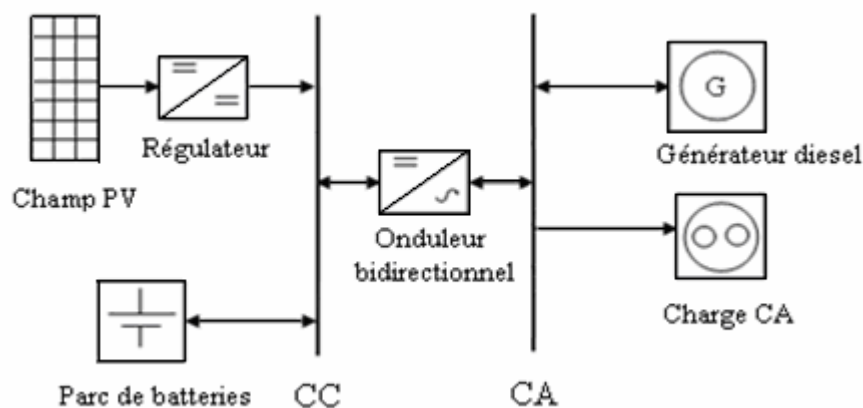 G
Régulateur
Générateur diesel
Champ PV
Onduleur
bidirectionnel
Charge CA
Parc de batteries
CC
CA